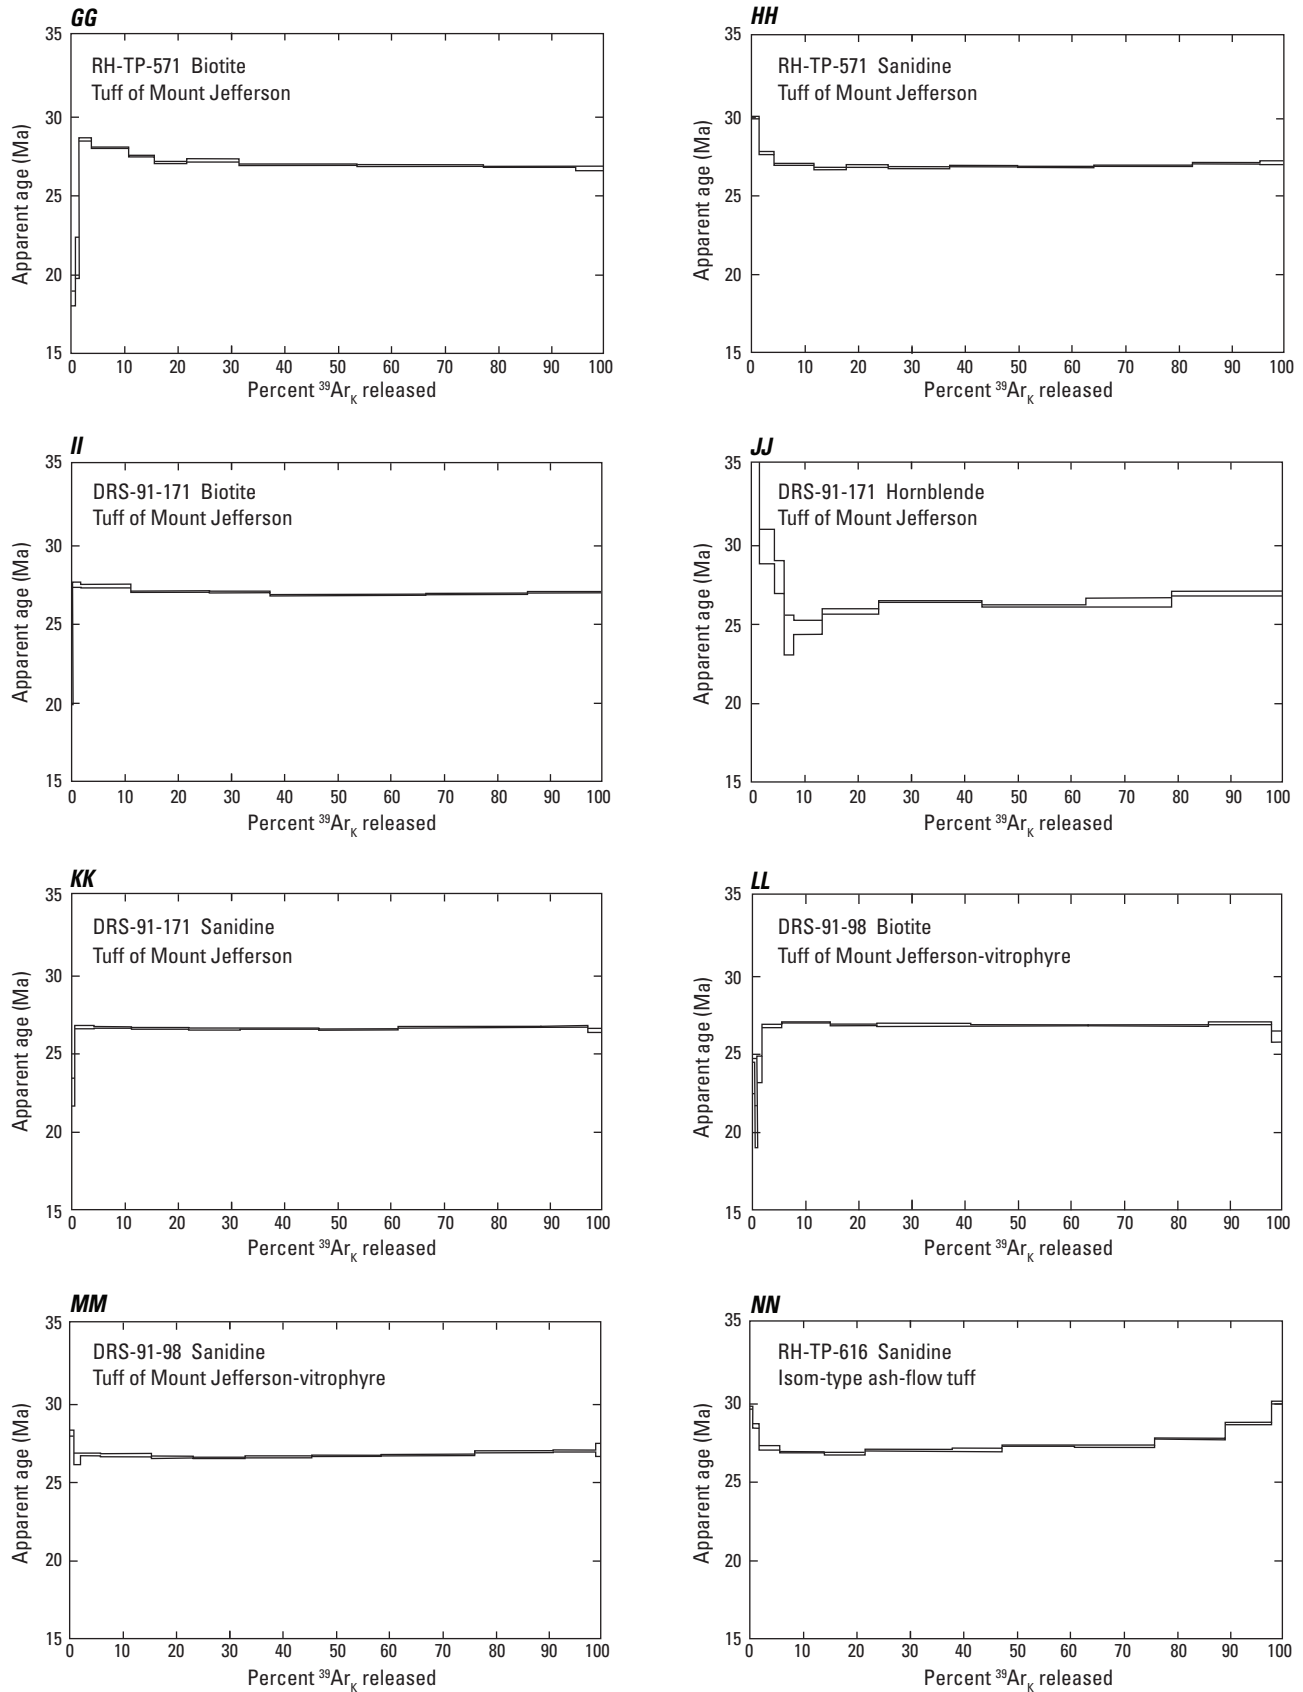 GG
RH-TP-571 Biotite
Tuff of Mount Jefferson
Apparent age (Ma)
35
30
25
20
15
0 10 20 30 40 50 60 70 80 90 100
Percent ³⁹Ar_K released
HH
RH-TP-571 Sanidine
Tuff of Mount Jefferson
Apparent age (Ma)
35
30
25
20
15
0 10 20 30 40 50 60 70 80 90 100
Percent ³⁹Ar_K released
II
DRS-91-171 Biotite
Tuff of Mount Jefferson
Apparent age (Ma)
35
30
25
20
15
0 10 20 30 40 50 60 70 80 90 100
Percent ³⁹Ar_K released
JJ
DRS-91-171 Hornblende
Tuff of Mount Jefferson
Apparent age (Ma)
35
30
25
20
15
0 10 20 30 40 50 60 70 80 90 100
Percent ³⁹Ar_K released
KK
DRS-91-171 Sanidine
Tuff of Mount Jefferson
Apparent age (Ma)
35
30
25
20
15
0 10 20 30 40 50 60 70 80 90 100
Percent ³⁹Ar_K released
LL
DRS-91-98 Biotite
Tuff of Mount Jefferson-vitrophyre
Apparent age (Ma)
35
30
25
20
15
0 10 20 30 40 50 60 70 80 90 100
Percent ³⁹Ar_K released
MM
DRS-91-98 Sanidine
Tuff of Mount Jefferson-vitrophyre
Apparent age (Ma)
35
30
25
20
15
0 10 20 30 40 50 60 70 80 90 100
Percent ³⁹Ar_K released
NN
RH-TP-616 Sanidine
Isom-type ash-flow tuff
Apparent age (Ma)
35
30
25
20
15
0 10 20 30 40 50 60 70 80 90 100
Percent ³⁹Ar_K released